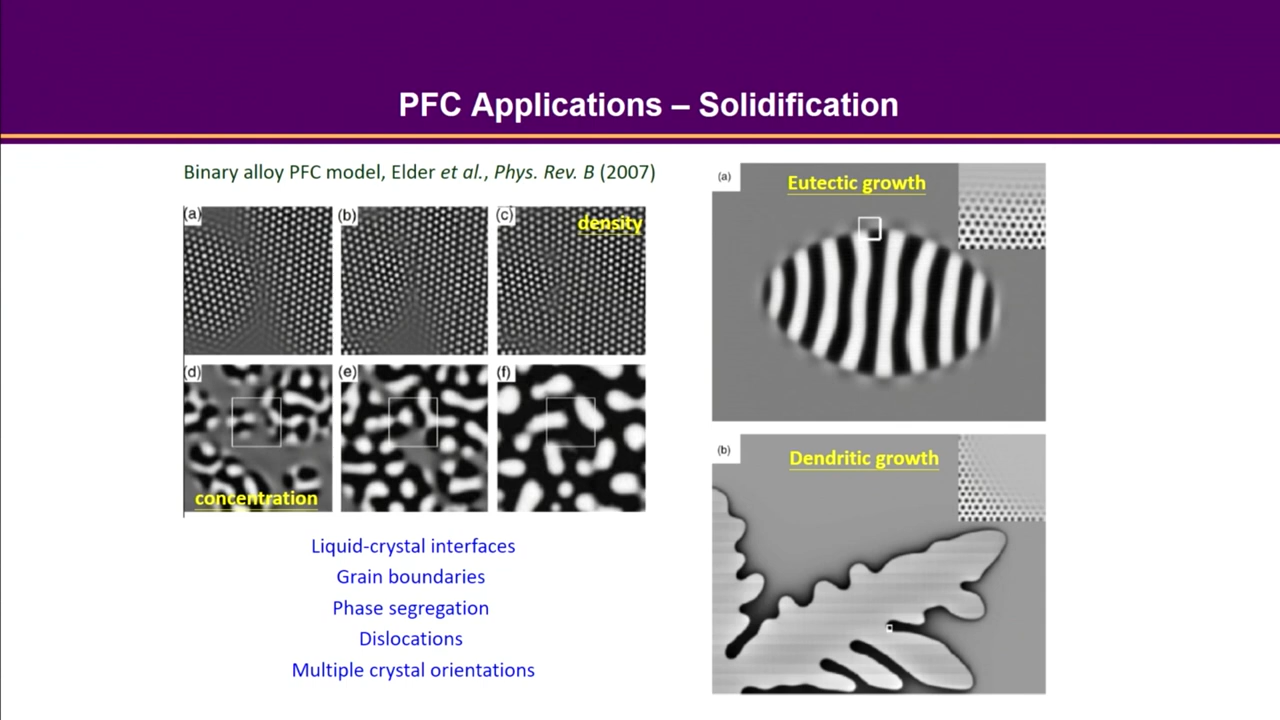 PFC Applications – Solidification
Binary alloy PFC model, Elder et al., Phys. Rev. B (2007)
(a)
(b)
(c)
density
(d)
(e)
(f)
concentration
Liquid-crystal interfaces
Grain boundaries
Phase segregation
Dislocations
Multiple crystal orientations
(a)
Eutectic growth
(b)
Dendritic growth